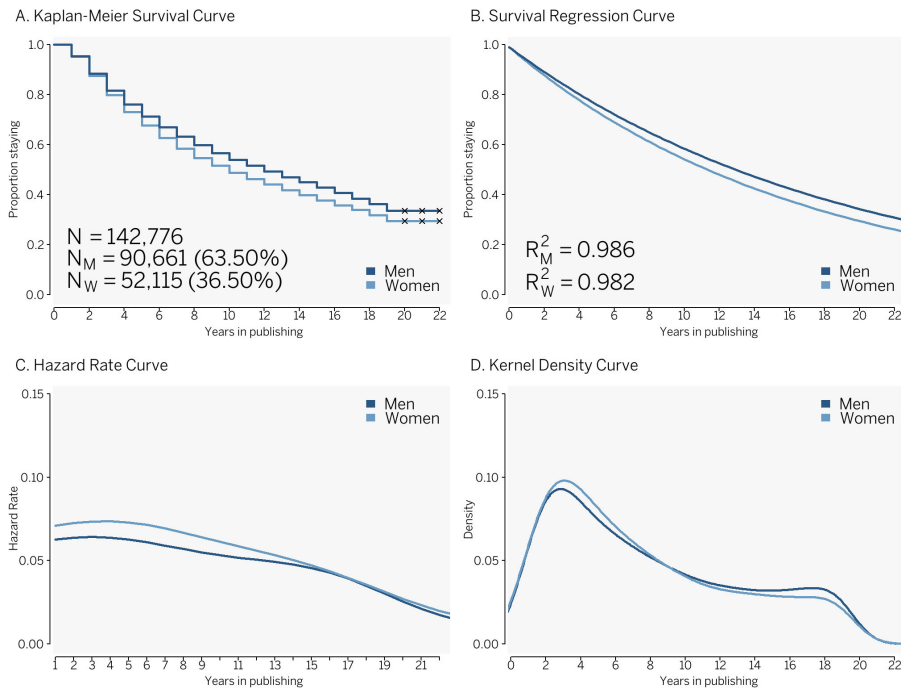 A. Kaplan-Meier Survival Curve
1.0
0.8
0.6
0.4
0.2
0.0
Proportion staying
N = 142,776
N_M = 90,661 (63.50%)
N_W = 52,115 (36.50%)
Men
Women
0 2 4 6 8 10 12 14 16 18 20 22
Years in publishing
B. Survival Regression Curve
1.0
0.8
0.6
0.4
0.2
0.0
Proportion staying
R²_M = 0.986
R²_W = 0.982
Men
Women
0 2 4 6 8 10 12 14 16 18 20 22
Years in publishing
C. Hazard Rate Curve
0.15
0.10
0.05
0.00
Hazard Rate
Men
Women
1 2 3 4 5 6 7 8 9 11 13 15 17 19 21
Years in publishing
D. Kernel Density Curve
0.15
0.10
0.05
0.00
Density
Men
Women
0 2 4 6 8 10 12 14 16 18 20 22
Years in publishing